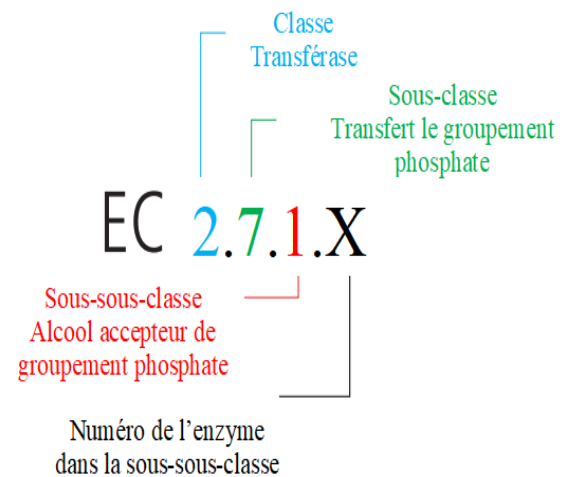 Classe
Transférase
Sous-classe
Transfert le groupement
phosphate
EC 2.7.1.X
Sous-sous-classe
Alcool accepteur de
groupement phosphate
Numéro de l'enzyme
dans la sous-sous-classe